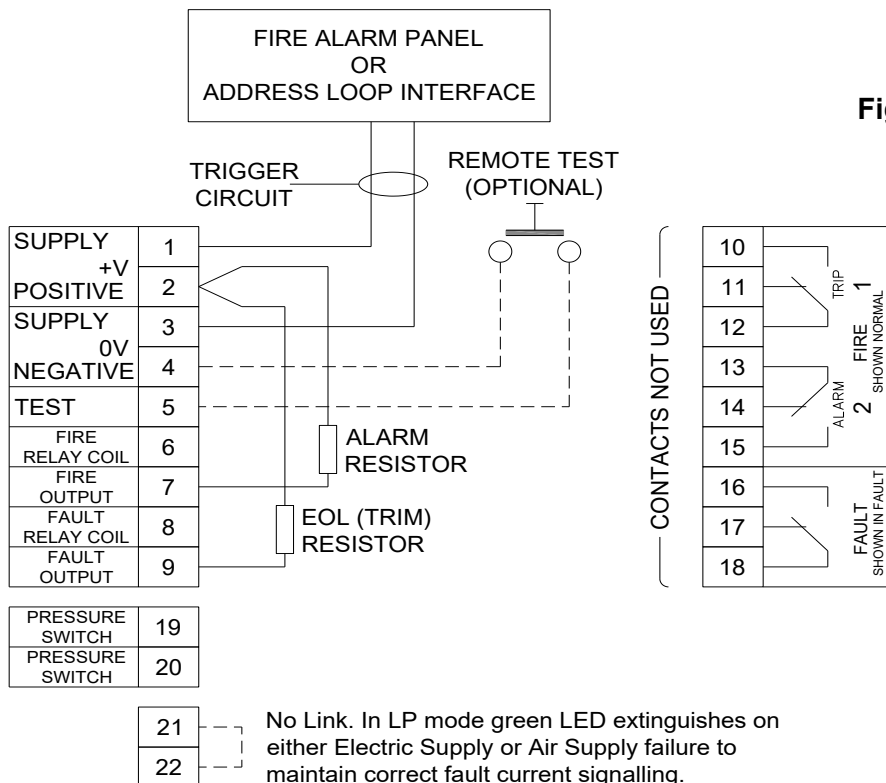 FIRE ALARM PANEL
OR
ADDRESS LOOP INTERFACE
Fig
TRIGGER
CIRCUIT
REMOTE TEST
(OPTIONAL)
SUPPLY
+V
POSITIVE
1
2
SUPPLY
0V
NEGATIVE
3
4
TEST
5
FIRE
RELAY COIL
6
FIRE
OUTPUT
7
FAULT
RELAY COIL
8
FAULT
OUTPUT
9
ALARM
RESISTOR
EOL (TRIM)
RESISTOR
CONTACTS NOT USED
10
11
12
13
14
15
16
17
18
TRIP
1
FIRE
SHOWN NORMAL
ALARM
2
FAULT
SHOWN IN FAULT
PRESSURE
SWITCH
19
PRESSURE
SWITCH
20
21
22
No Link. In LP mode green LED extinguishes on
either Electric Supply or Air Supply failure to
maintain correct fault current signalling.